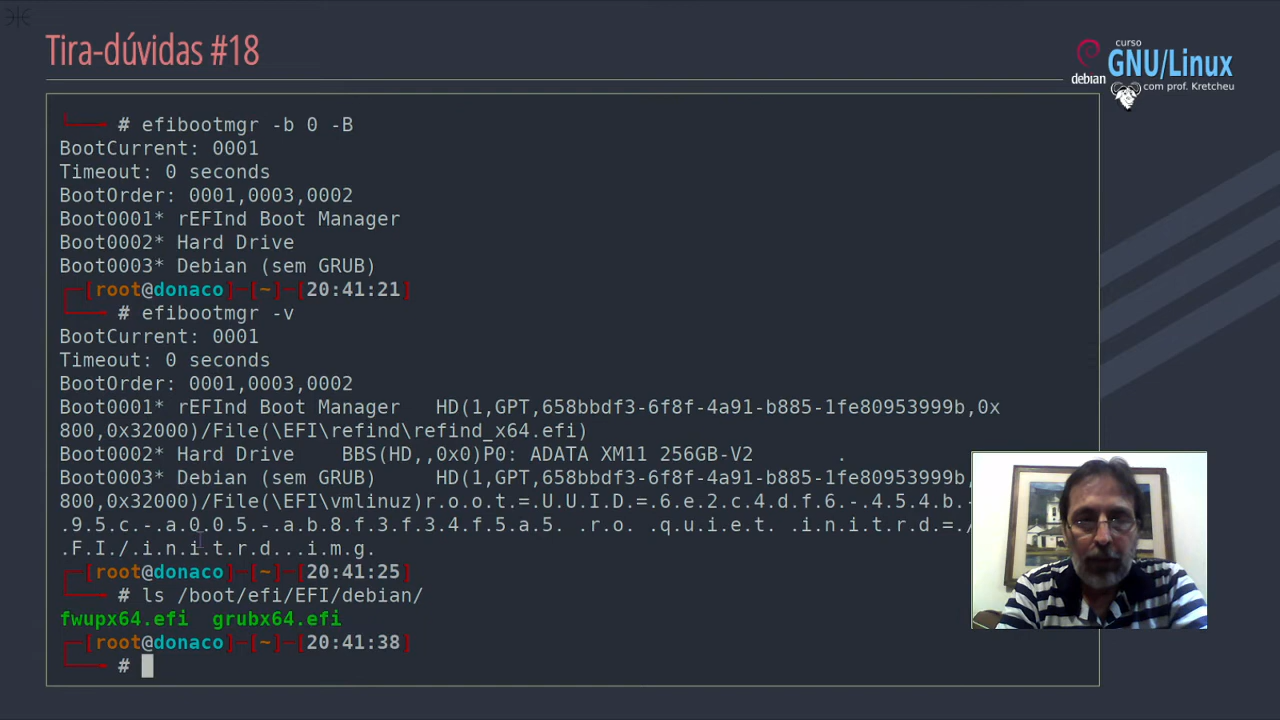 Tira-dúvidas #18
curso
GNU/Linux
debian
com prof. Kretcheu
# efibootmgr -b 0 -B
BootCurrent: 0001
Timeout: 0 seconds
BootOrder: 0001,0003,0002
Boot0001* rEFInd Boot Manager
Boot0002* Hard Drive
Boot0003* Debian (sem GRUB)
[root@donaco]-[~]-[20:41:21]
# efibootmgr -v
BootCurrent: 0001
Timeout: 0 seconds
BootOrder: 0001,0003,0002
Boot0001* rEFInd Boot Manager   HD(1,GPT,658bbdf3-6f8f-4a91-b885-1fe80953999b,0x
800,0x32000)/File(\EFI\refind\refind_x64.efi)
Boot0002* Hard Drive    BBS(HD,,0x0)P0: ADATA XM11 256GB-V2       .
Boot0003* Debian (sem GRUB)     HD(1,GPT,658bbdf3-6f8f-4a91-b885-1fe80953999b,
800,0x32000)/File(\EFI\vmlinuz)r.o.o.t.=.U.U.I.D.=.6.e.2.c.4.d.f.6.-.4.5.4.b.-
.9.5.c.-.a.0.0.5.-.a.b.8.f.3.f.3.4.f.5.a.5. .r.o. .q.u.i.e.t. .i.n.i.t.r.d.=./
.F.I./.i.n.i.t.r.d...i.m.g.
[root@donaco]-[~]-[20:41:25]
# ls /boot/efi/EFI/debian/
fwupx64.efi  grubx64.efi
[root@donaco]-[~]-[20:41:38]
#